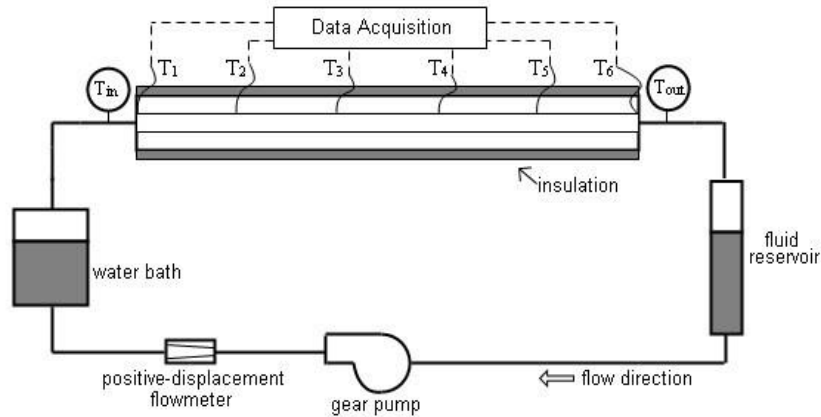 Data Acquisition
T1 T2 T3 T4 T5 T6
Tin
Tout
insulation
water bath
fluid
reservoir
positive-displacement
flowmeter
gear pump
flow direction